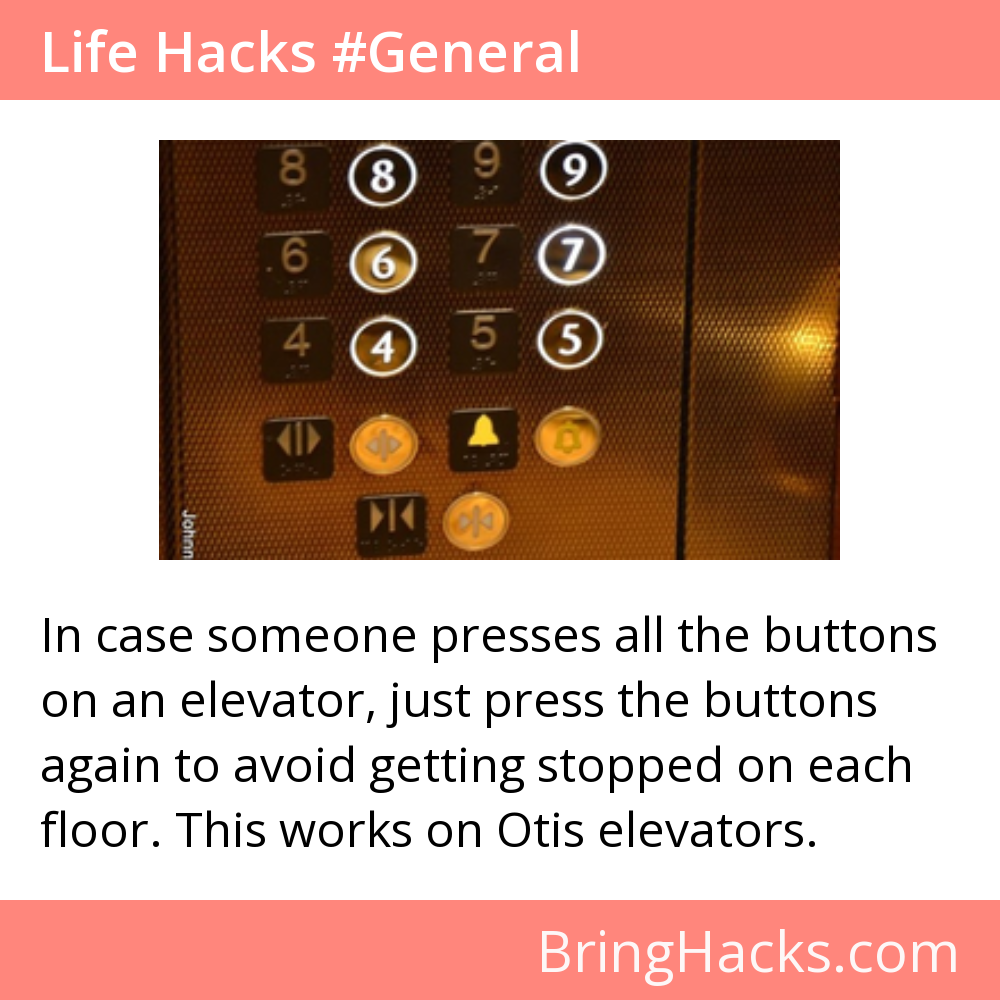 Life Hacks #General
8 8 9 9
6 6 7 7
4 4 5 5
Johnn
In case someone presses all the buttons
on an elevator, just press the buttons
again to avoid getting stopped on each
floor. This works on Otis elevators.
BringHacks.com